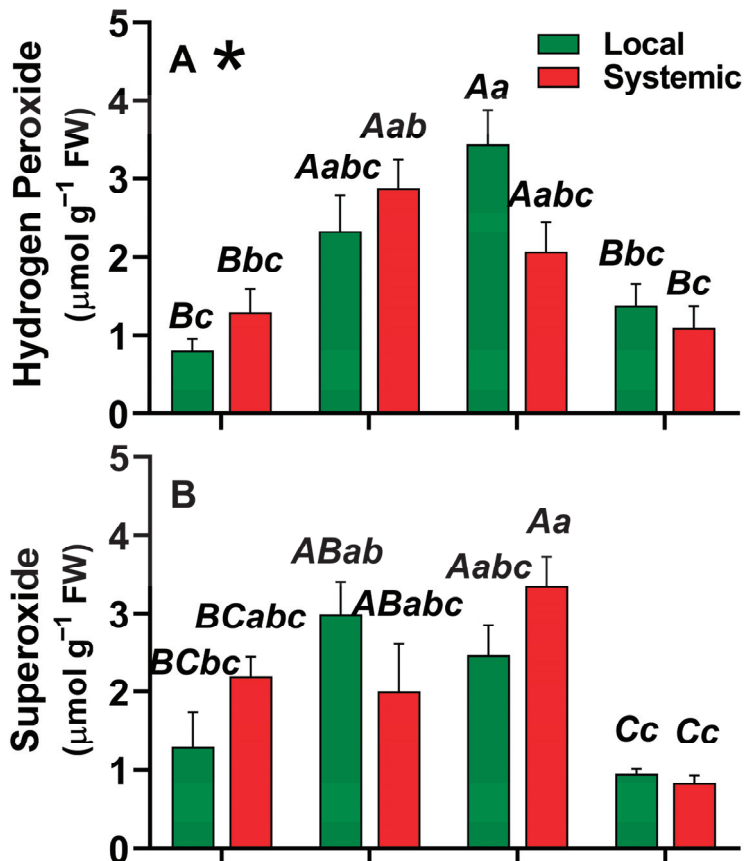 A *
Local
Systemic
Hydrogen Peroxide
(μmol g⁻¹ FW)
5
4
3
2
1
0
Bc
Bbc
Aabc
Aab
Aa
Aabc
Bbc
Bc
B
Superoxide
(μmol g⁻¹ FW)
5
4
3
2
1
0
BCbc
BCabc
ABab
ABabc
Aabc
Aa
Cc
Cc